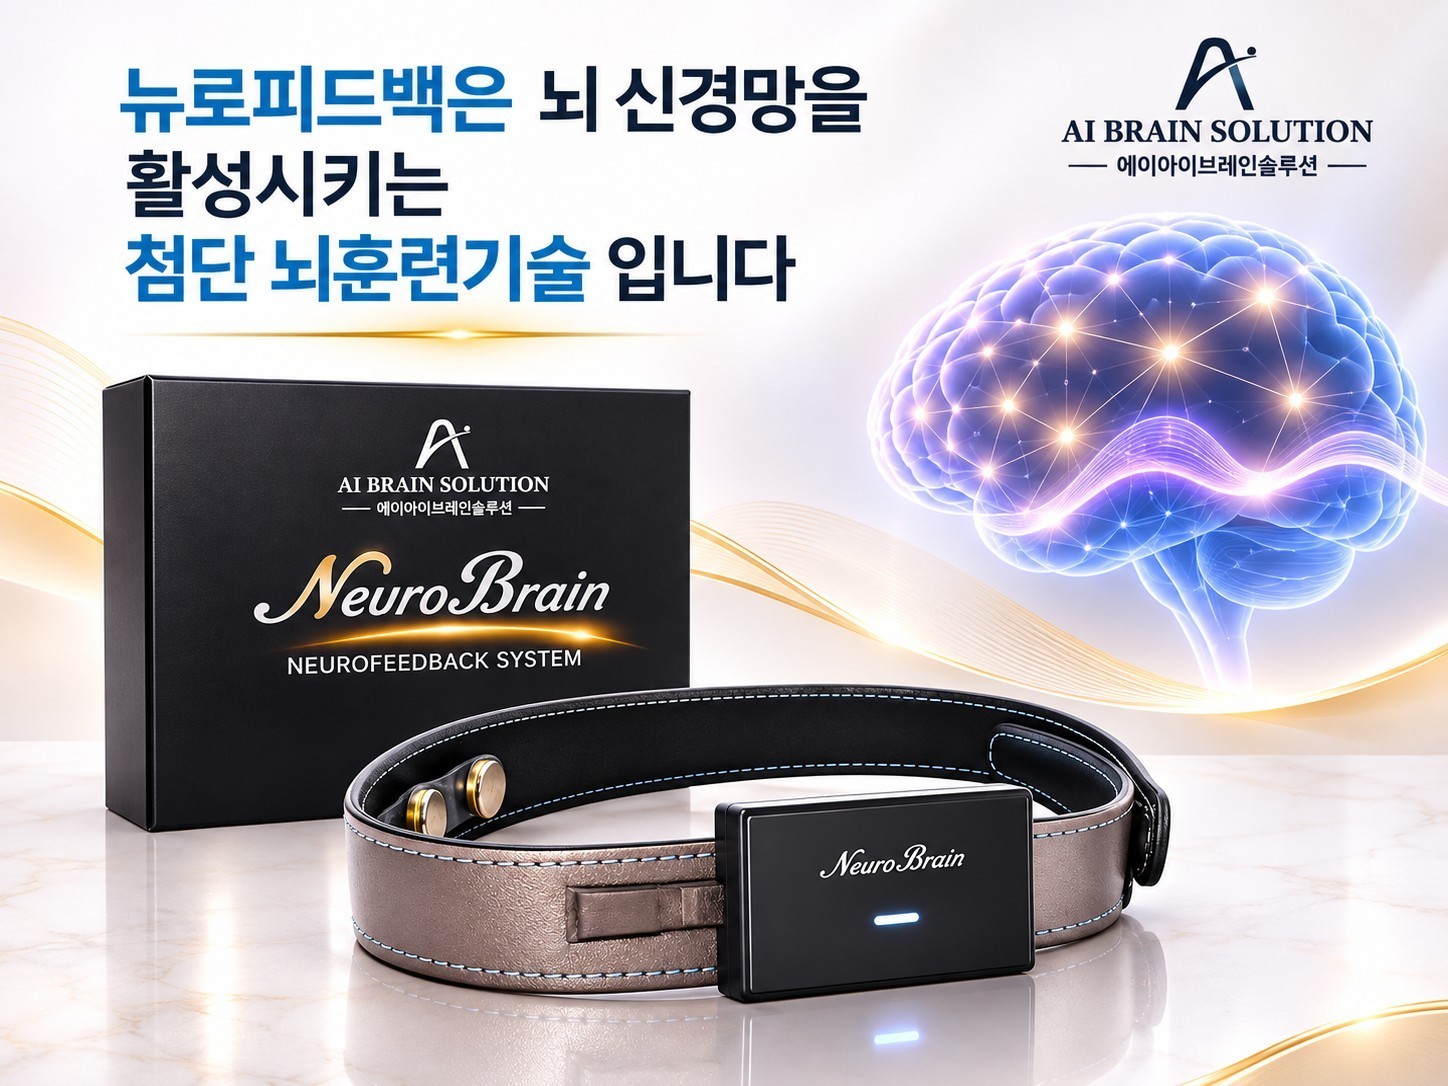 뉴로피드백은 뇌 신경망을
활성시키는
첨단 뇌훈련기술 입니다
AI BRAIN SOLUTION
에이아이브레인솔루션
AI BRAIN SOLUTION
에이아이브레인솔루션
NeuroBrain
NEUROFEEDBACK SYSTEM
NeuroBrain